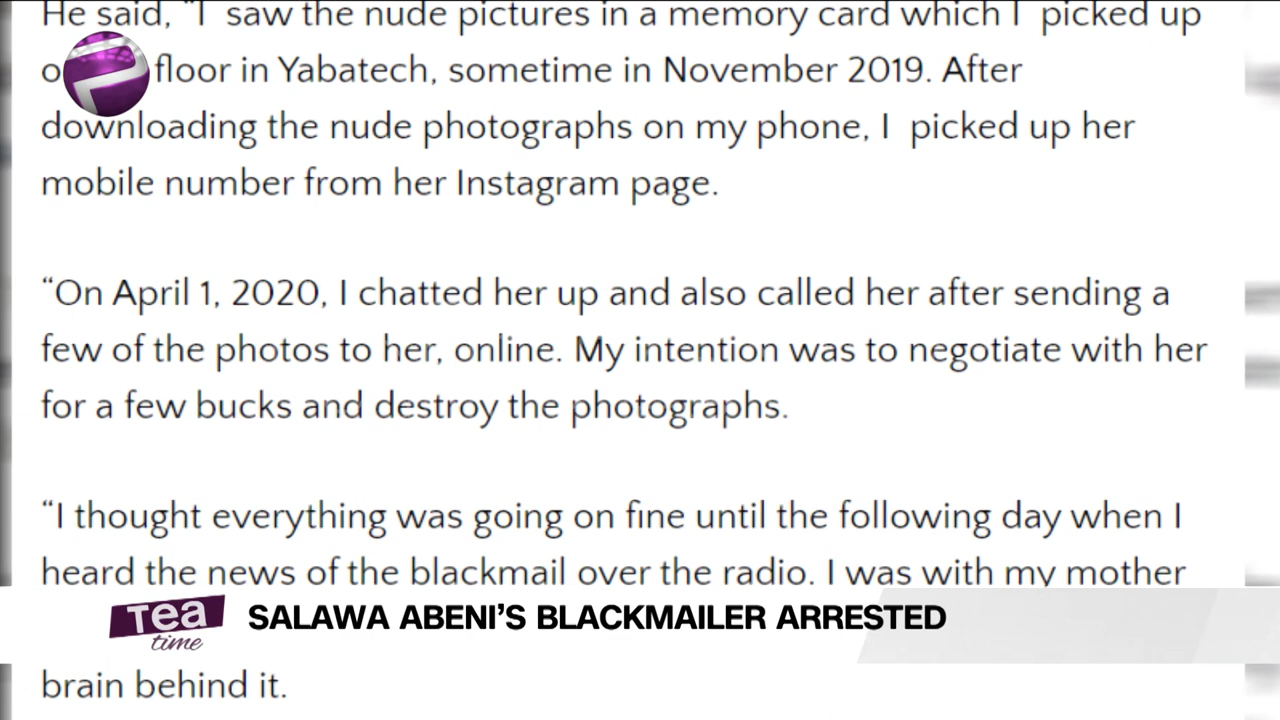 He said, "I saw the nude pictures in a memory card which I picked up
floor in Yabatech, sometime in November 2019. After
downloading the nude photographs on my phone, I picked up her
mobile number from her Instagram page.
“On April 1, 2020, I chatted her up and also called her after sending a
few of the photos to her, online. My intention was to negotiate with her
for a few bucks and destroy the photographs.
“I thought everything was going on fine until the following day when I
heard the news of the blackmail over the radio. I was with my mother
Tea
time
SALAWA ABENI’S BLACKMAILER ARRESTED
brain behind it.